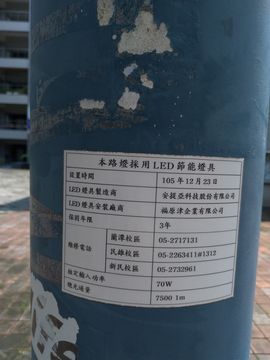 本路燈採用LED節能燈具
設置時間 105年12月23日
LED燈具製造商 安提亞科技股份有限公司
LED燈具安裝廠商 福原津企業有限公司
保固年限 3年
維修電話 蘭潭校區 05-2717131
民雄校區 05-2263411#1312
新民校區 05-2732961
核定輸入功率 70W
總光通量 7500 lm